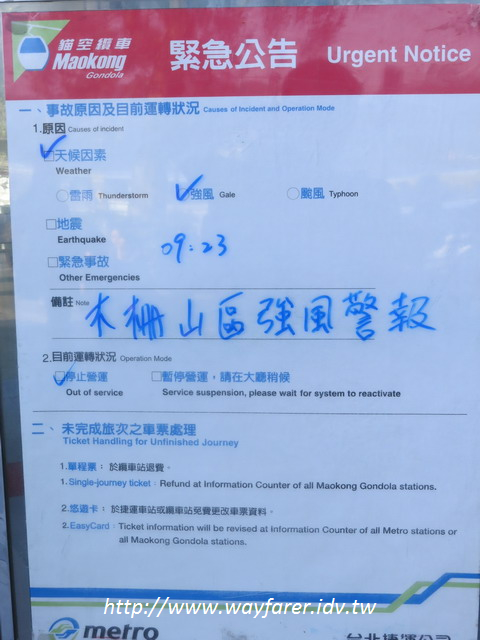 貓空纜車
Maokong
Gondola
緊急公告 Urgent Notice
一、事故原因及目前運轉狀況 Causes of Incident and Operation Mode
1.原因 Causes of incident
✓□天候因素
Weather
○雷雨 Thunderstorm ✓○強風 Gale ○颱風 Typhoon
□地震
Earthquake
09:23
□緊急事故
Other Emergencies
備註 Note 木柵山區強風警報
2.目前運轉狀況 Operation Mode
✓□停止營運 □暫停營運，請在大廳稍候
Out of service Service suspension, please wait for system to reactivate
二、未完成旅次之車票處理
Ticket Handling for Unfinished Journey
1.單程票：於纜車站退費。
1.Single-journey ticket：Refund at Information Counter of all Maokong Gondola stations.
2.悠遊卡：於捷運車站或纜車站免費更改車票資料。
2.EasyCard：Ticket information will be revised at Information Counter of all Metro stations or
all Maokong Gondola stations.
http://www.wayfarer.idv.tw
metro 台北捷運公司